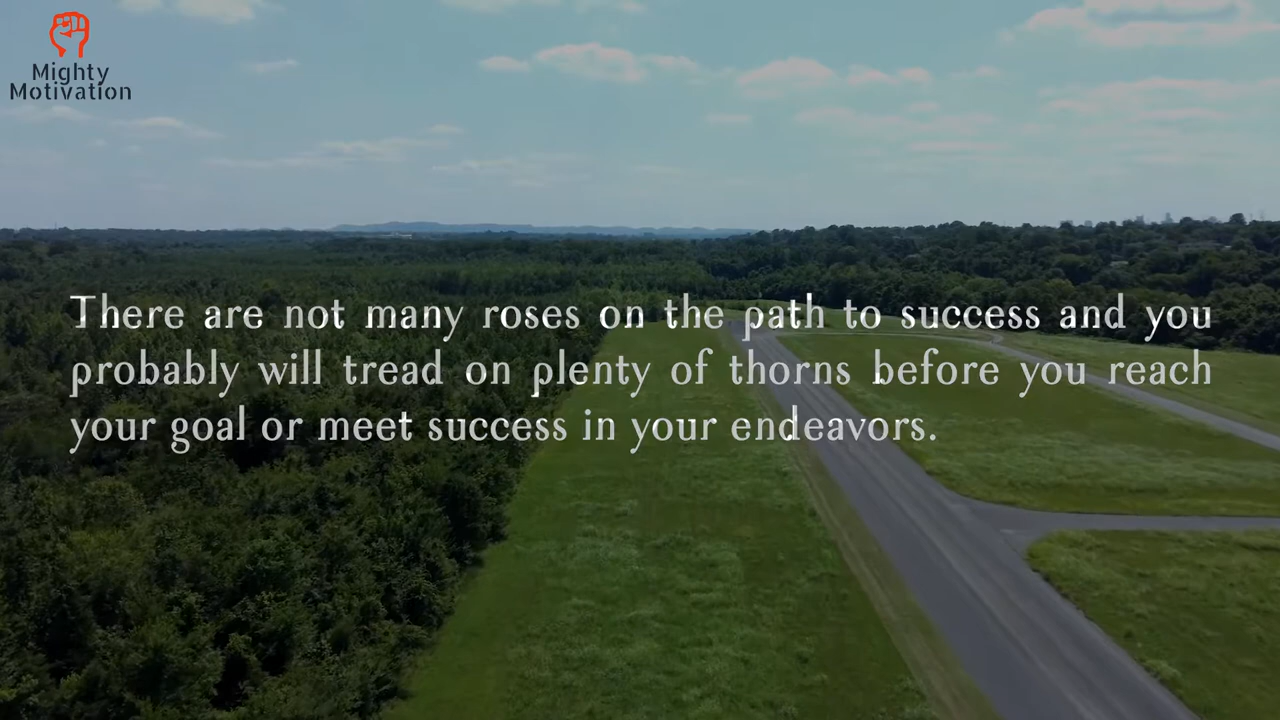 Mighty
Motivation
There are not many roses on the path to success and you
probably will tread on plenty of thorns before you reach
your goal or meet success in your endeavors.